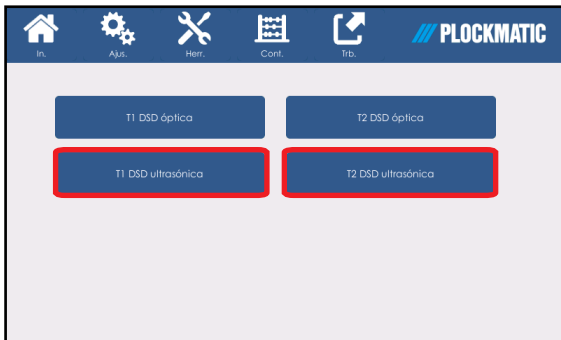 In.
Ajus.
Herr.
Cont.
Trb.
PLOCKMATIC
T1 DSD óptica
T2 DSD óptica
T1 DSD ultrasónica
T2 DSD ultrasónica